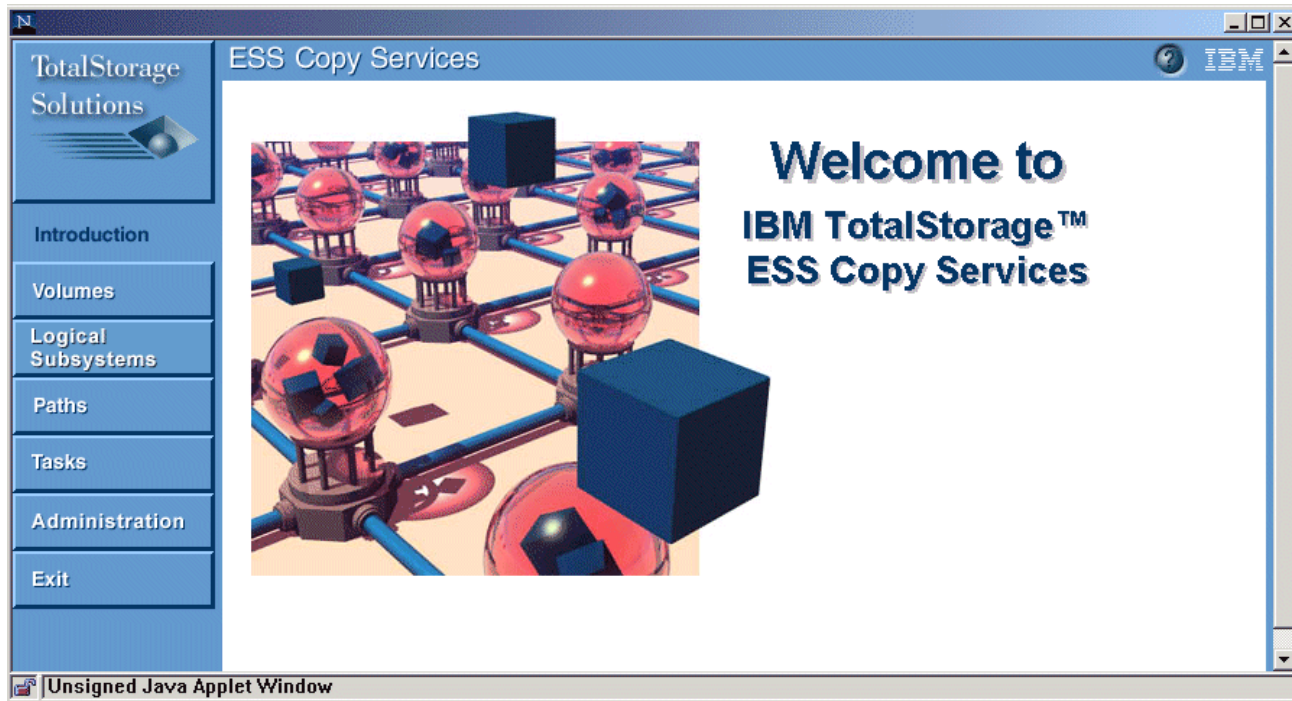 N
TotalStorage
Solutions
ESS Copy Services
?
IBM
Introduction
Volumes
Logical
Subsystems
Paths
Tasks
Administration
Exit
Welcome to
IBM TotalStorage™
ESS Copy Services
Unsigned Java Applet Window